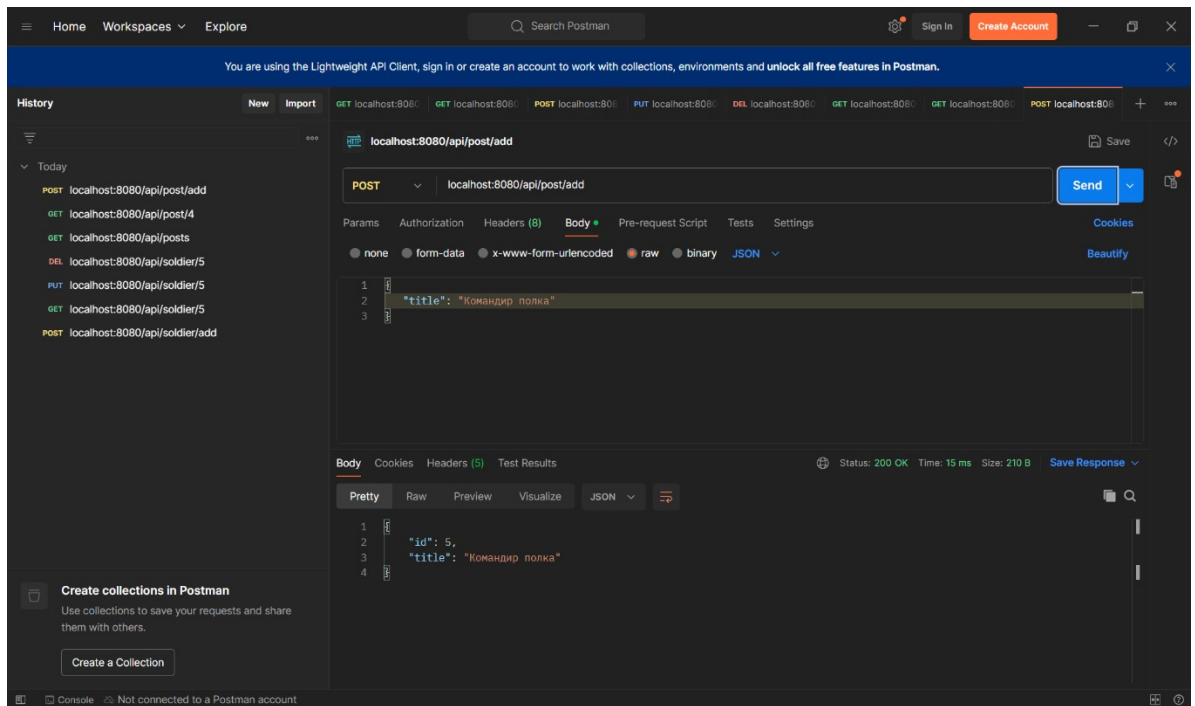 Home Workspaces Explore Search Postman Sign In Create Account
You are using the Lightweight API Client, sign in or create an account to work with collections, environments and unlock all free features in Postman.
History New Import GET localhost:8080 GET localhost:8080 POST localhost:808 PUT localhost:8080 DEL localhost:8080 GET localhost:8080 GET localhost:8080 POST localhost:808
HTTP localhost:8080/api/post/add Save
Today
POST localhost:8080/api/post/add
GET localhost:8080/api/post/4
GET localhost:8080/api/posts
DEL localhost:8080/api/soldier/5
PUT localhost:8080/api/soldier/5
GET localhost:8080/api/soldier/5
POST localhost:8080/api/soldier/add
POST localhost:8080/api/post/add Send
Params Authorization Headers (8) Body Pre-request Script Tests Settings Cookies
none form-data x-www-form-urlencoded raw binary JSON Beautify
1 {
2 "title": "Командир полка"
3 }
Body Cookies Headers (5) Test Results Status: 200 OK Time: 15 ms Size: 210 B Save Response
Pretty Raw Preview Visualize JSON
1 {
2 "id": 5,
3 "title": "Командир полка"
4 }
Create collections in Postman
Use collections to save your requests and share
them with others.
Create a Collection
Console Not connected to a Postman account